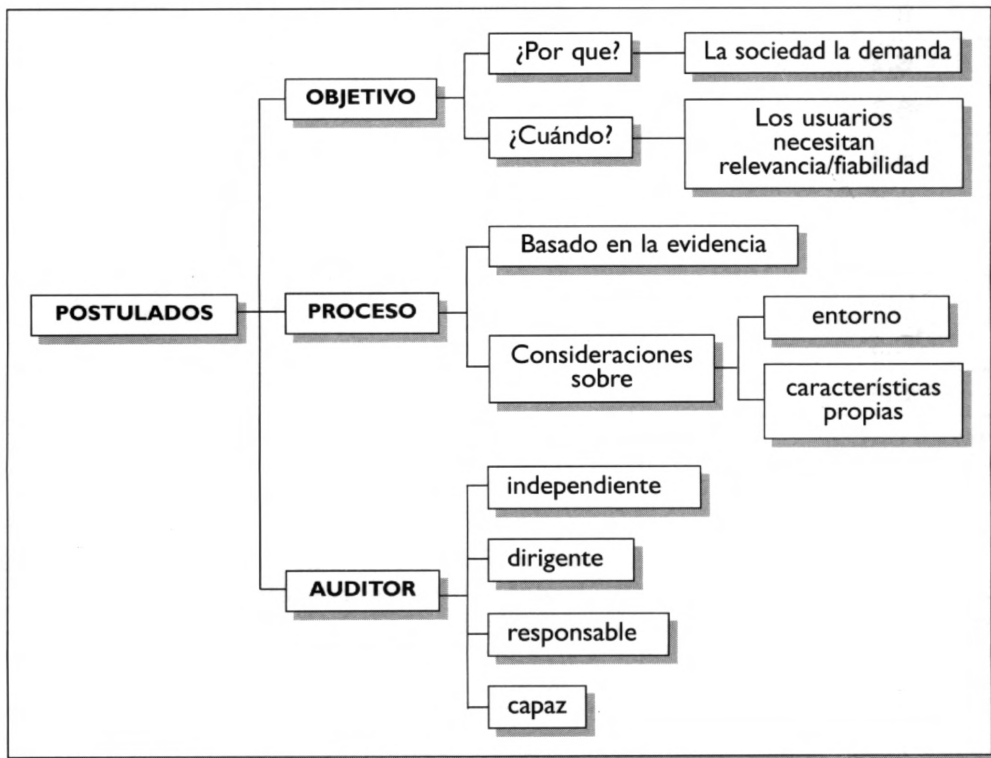 POSTULADOS
OBJETIVO
¿Por que?
La sociedad la demanda
¿Cuándo?
Los usuarios
necesitan
relevancia/fiabilidad
PROCESO
Basado en la evidencia
Consideraciones
sobre
entorno
característicias
propias
AUDITOR
independiente
dirigente
responsable
capaz